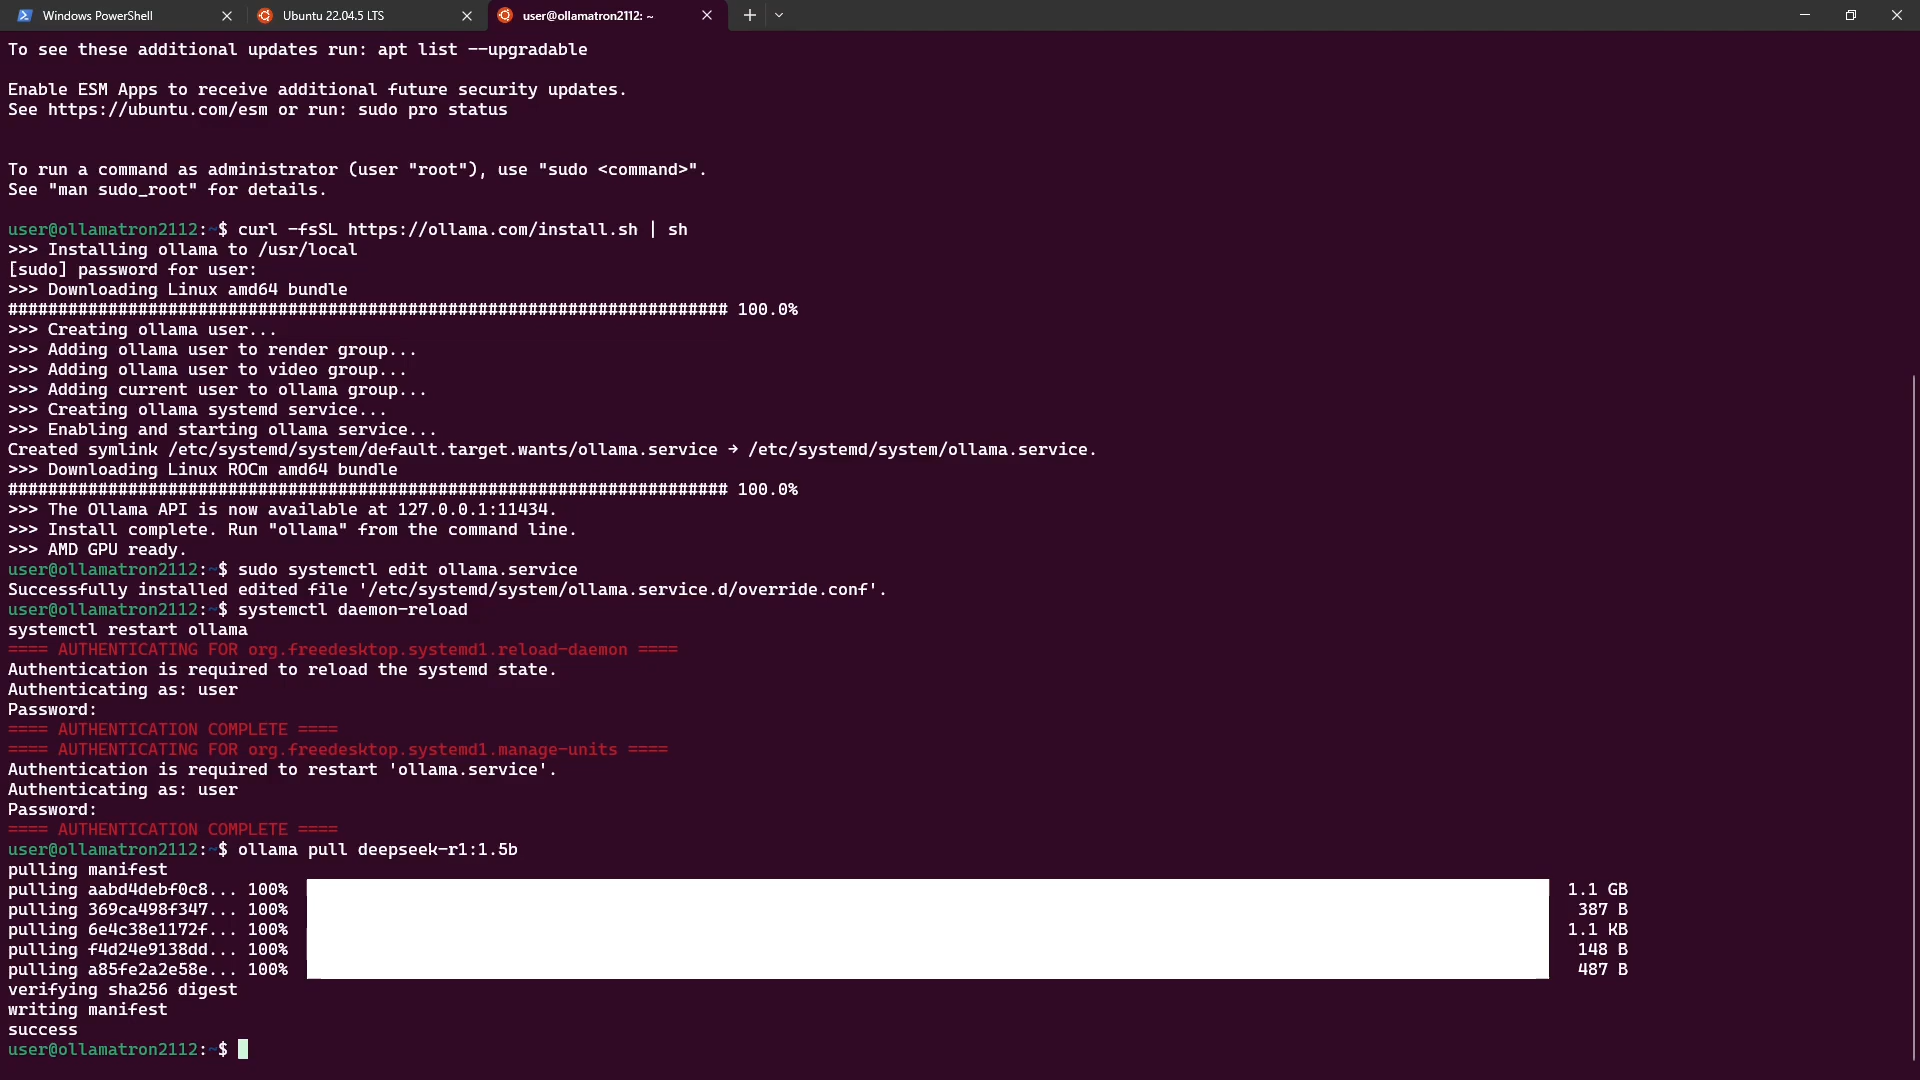 Windows PowerShell
Ubuntu 22.04.5 LTS
user@ollamatron2112: ~
To see these additional updates run: apt list --upgradable
Enable ESM Apps to receive additional future security updates.
See https://ubuntu.com/esm or run: sudo pro status
To run a command as administrator (user "root"), use "sudo <command>".
See "man sudo_root" for details.
user@ollamatron2112:~$ curl -fsSL https://ollama.com/install.sh | sh
>>> Installing ollama to /usr/local
[sudo] password for user:
>>> Downloading Linux amd64 bundle
######################################################################## 100.0%
>>> Creating ollama user...
>>> Adding ollama user to render group...
>>> Adding ollama user to video group...
>>> Adding current user to ollama group...
>>> Creating ollama systemd service...
>>> Enabling and starting ollama service...
Created symlink /etc/systemd/system/default.target.wants/ollama.service → /etc/systemd/system/ollama.service.
>>> Downloading Linux ROCm amd64 bundle
######################################################################## 100.0%
>>> The Ollama API is now available at 127.0.0.1:11434.
>>> Install complete. Run "ollama" from the command line.
>>> AMD GPU ready.
user@ollamatron2112:~$ sudo systemctl edit ollama.service
Successfully installed edited file '/etc/systemd/system/ollama.service.d/override.conf'.
user@ollamatron2112:~$ systemctl daemon-reload
systemctl restart ollama
==== AUTHENTICATING FOR org.freedesktop.systemd1.reload-daemon ====
Authentication is required to reload the systemd state.
Authenticating as: user
Password:
==== AUTHENTICATION COMPLETE ====
==== AUTHENTICATING FOR org.freedesktop.systemd1.manage-units ====
Authentication is required to restart 'ollama.service'.
Authenticating as: user
Password:
==== AUTHENTICATION COMPLETE ====
user@ollamatron2112:~$ ollama pull deepseek-r1:1.5b
pulling manifest
pulling aabd4debf0c8... 100% 1.1 GB
pulling 369ca498f347... 100% 387 B
pulling 6e4c38e1172f... 100% 1.1 KB
pulling f4d24e9138dd... 100% 148 B
pulling a85fe2a2e58e... 100% 487 B
verifying sha256 digest
writing manifest
success
user@ollamatron2112:~$